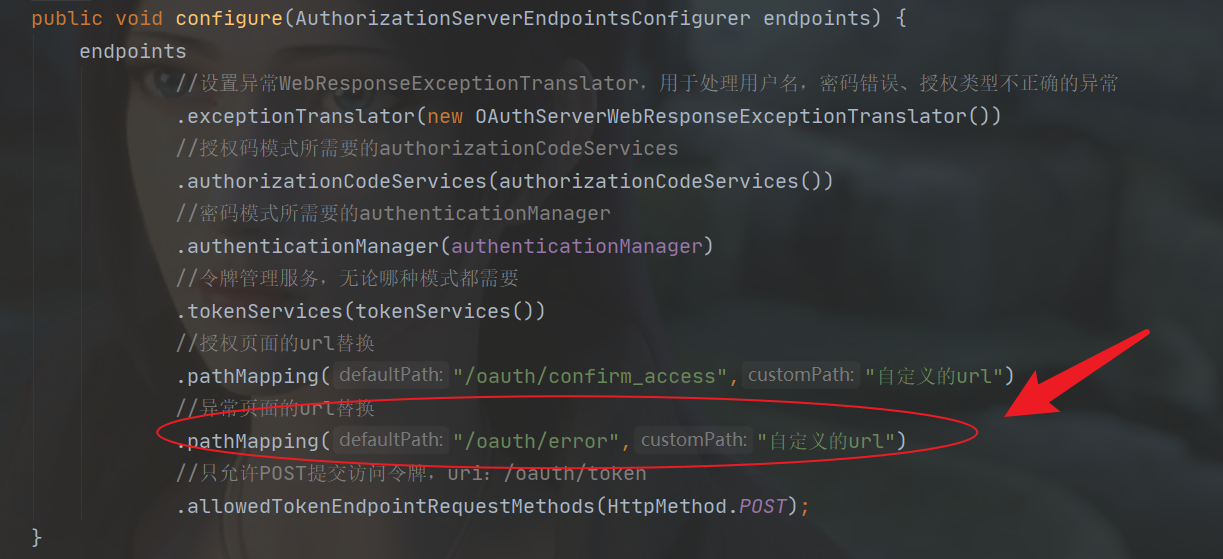 public void configure(AuthorizationServerEndpointsConfigurer endpoints) {
endpoints
//设置异常WebResponseExceptionTranslator，用于处理用户名，密码错误、授权类型不正确的异常
.exceptionTranslator(new OAuthServerWebResponseExceptionTranslator())
//授权码模式所需要的authorizationCodeServices
.authorizationCodeServices(authorizationCodeServices())
//密码模式所需要的authenticationManager
.authenticationManager(authenticationManager)
//令牌管理服务，无论哪种模式都需要
.tokenServices(tokenServices())
//授权页面的url替换
.pathMapping( defaultPath: "/oauth/confirm_access", customPath: "自定义的url")
//异常页面的url替换
.pathMapping( defaultPath: "/oauth/error", customPath: "自定义的url")
//只允许POST提交访问令牌，uri：/oauth/token
.allowedTokenEndpointRequestMethods(HttpMethod.POST);
}